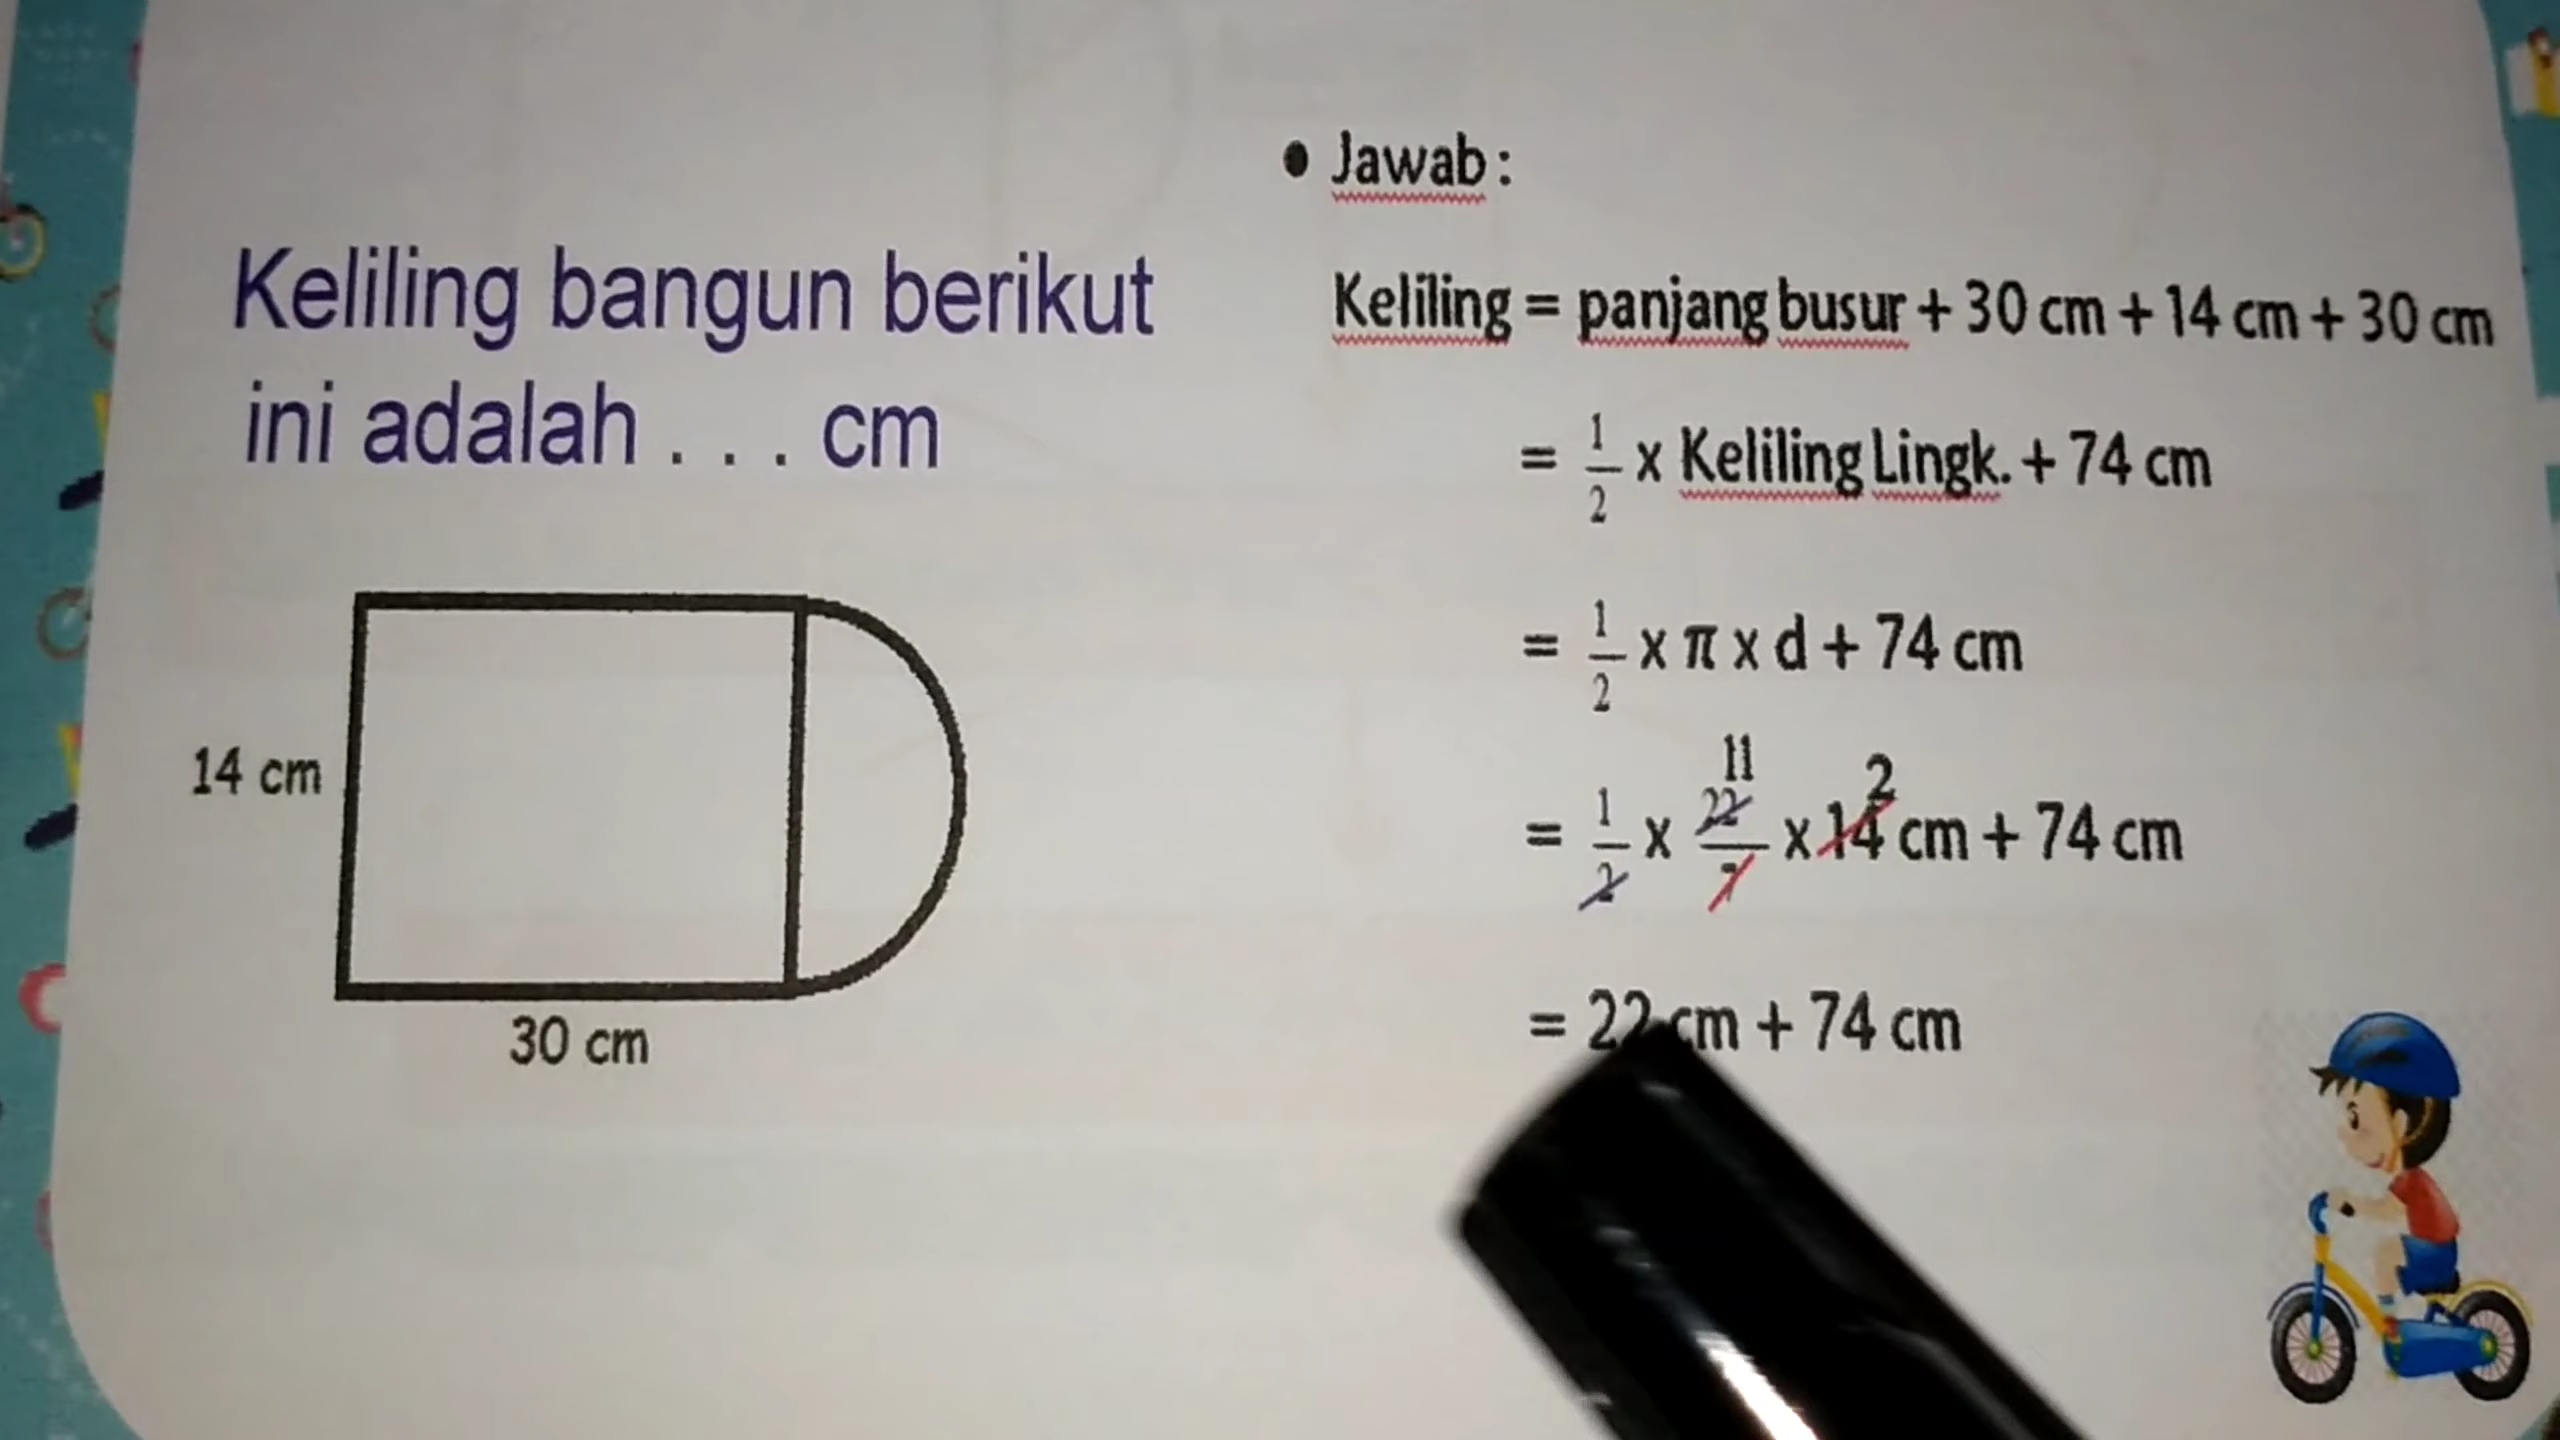 Keliling bangun berikut
ini adalah . . . cm
14 cm
30 cm
• Jawab :
Keliling = panjang busur + 30 cm + 14 cm + 30 cm
= 1/2 x Keliling Lingk. + 74 cm
= 1/2 x π x d + 74 cm
11 2
= 1/2 x 22/7 x 14 cm + 74 cm
= 22 cm + 74 cm